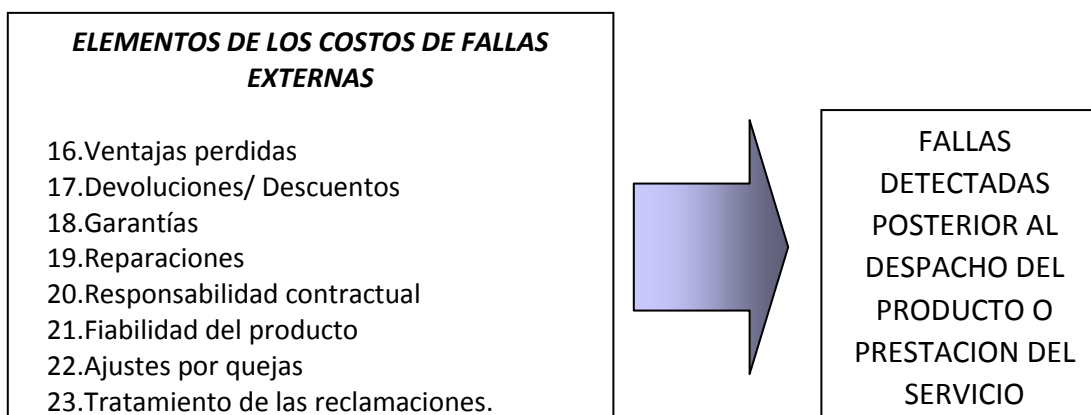 ELEMENTOS DE LOS COSTOS DE FALLAS
EXTERNAS
16.Ventajas perdidas
17.Devoluciones/ Descuentos
18.Garantías
19.Reparaciones
20.Responsabilidad contractual
21.Fiabilidad del producto
22.Ajustes por quejas
23.Tratamiento de las reclamaciones.
FALLAS
DETECTADAS
POSTERIOR AL
DESPACHO DEL
PRODUCTO O
PRESTACION DEL
SERVICIO